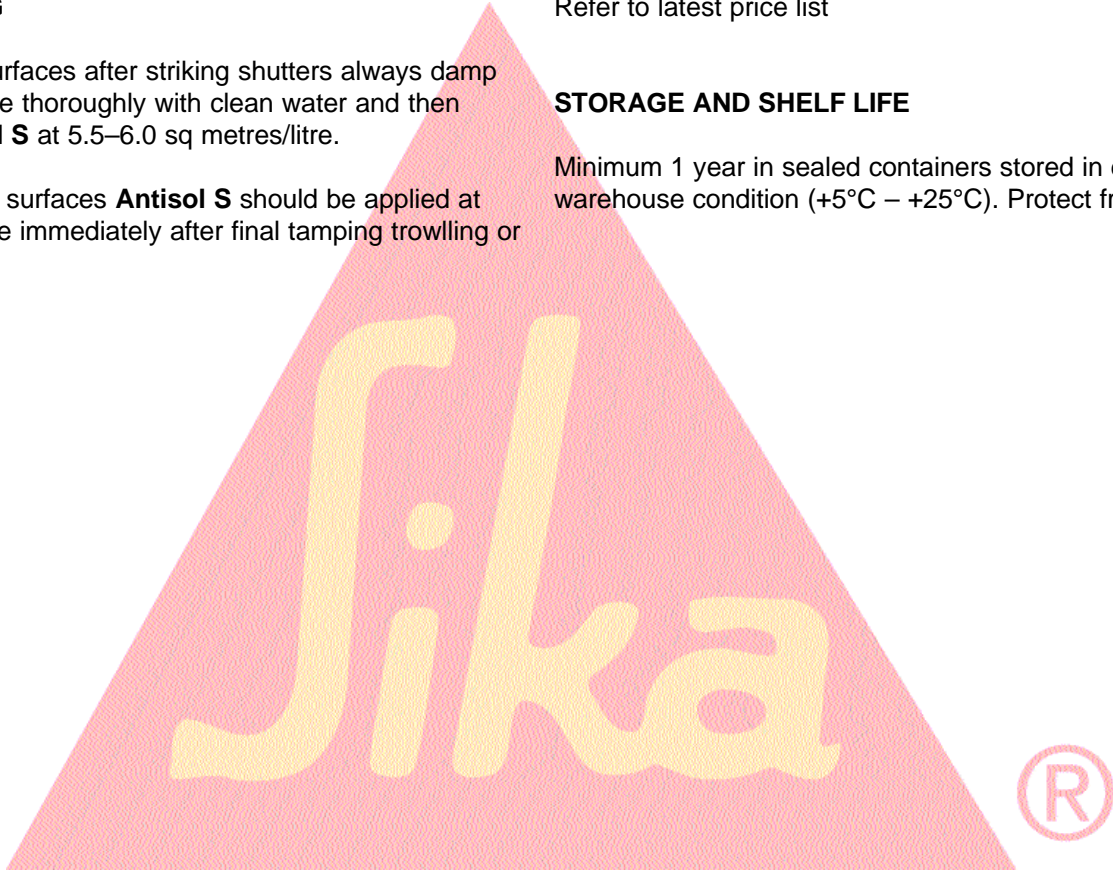 G
urfaces after striking shutters always damp
e thoroughly with clean water and then
l S at 5.5–6.0 sq metres/litre.
surfaces Antisol S should be applied at
e immediately after final tamping trowlling or
Refer to latest price list
STORAGE AND SHELF LIFE
Minimum 1 year in sealed containers stored in
warehouse condition (+5°C – +25°C). Protect fr
Sika
®